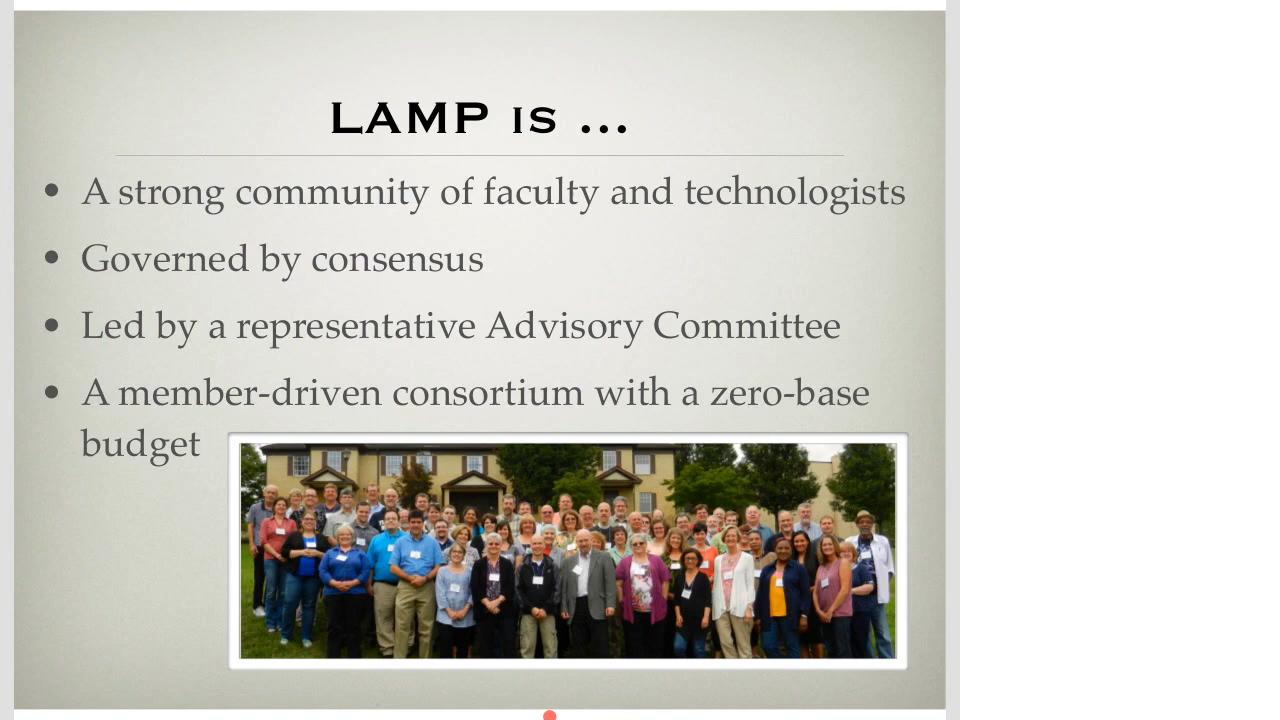 LAMP is ...
• A strong community of faculty and technologists
• Governed by consensus
• Led by a representative Advisory Committee
• A member-driven consortium with a zero-base
budget